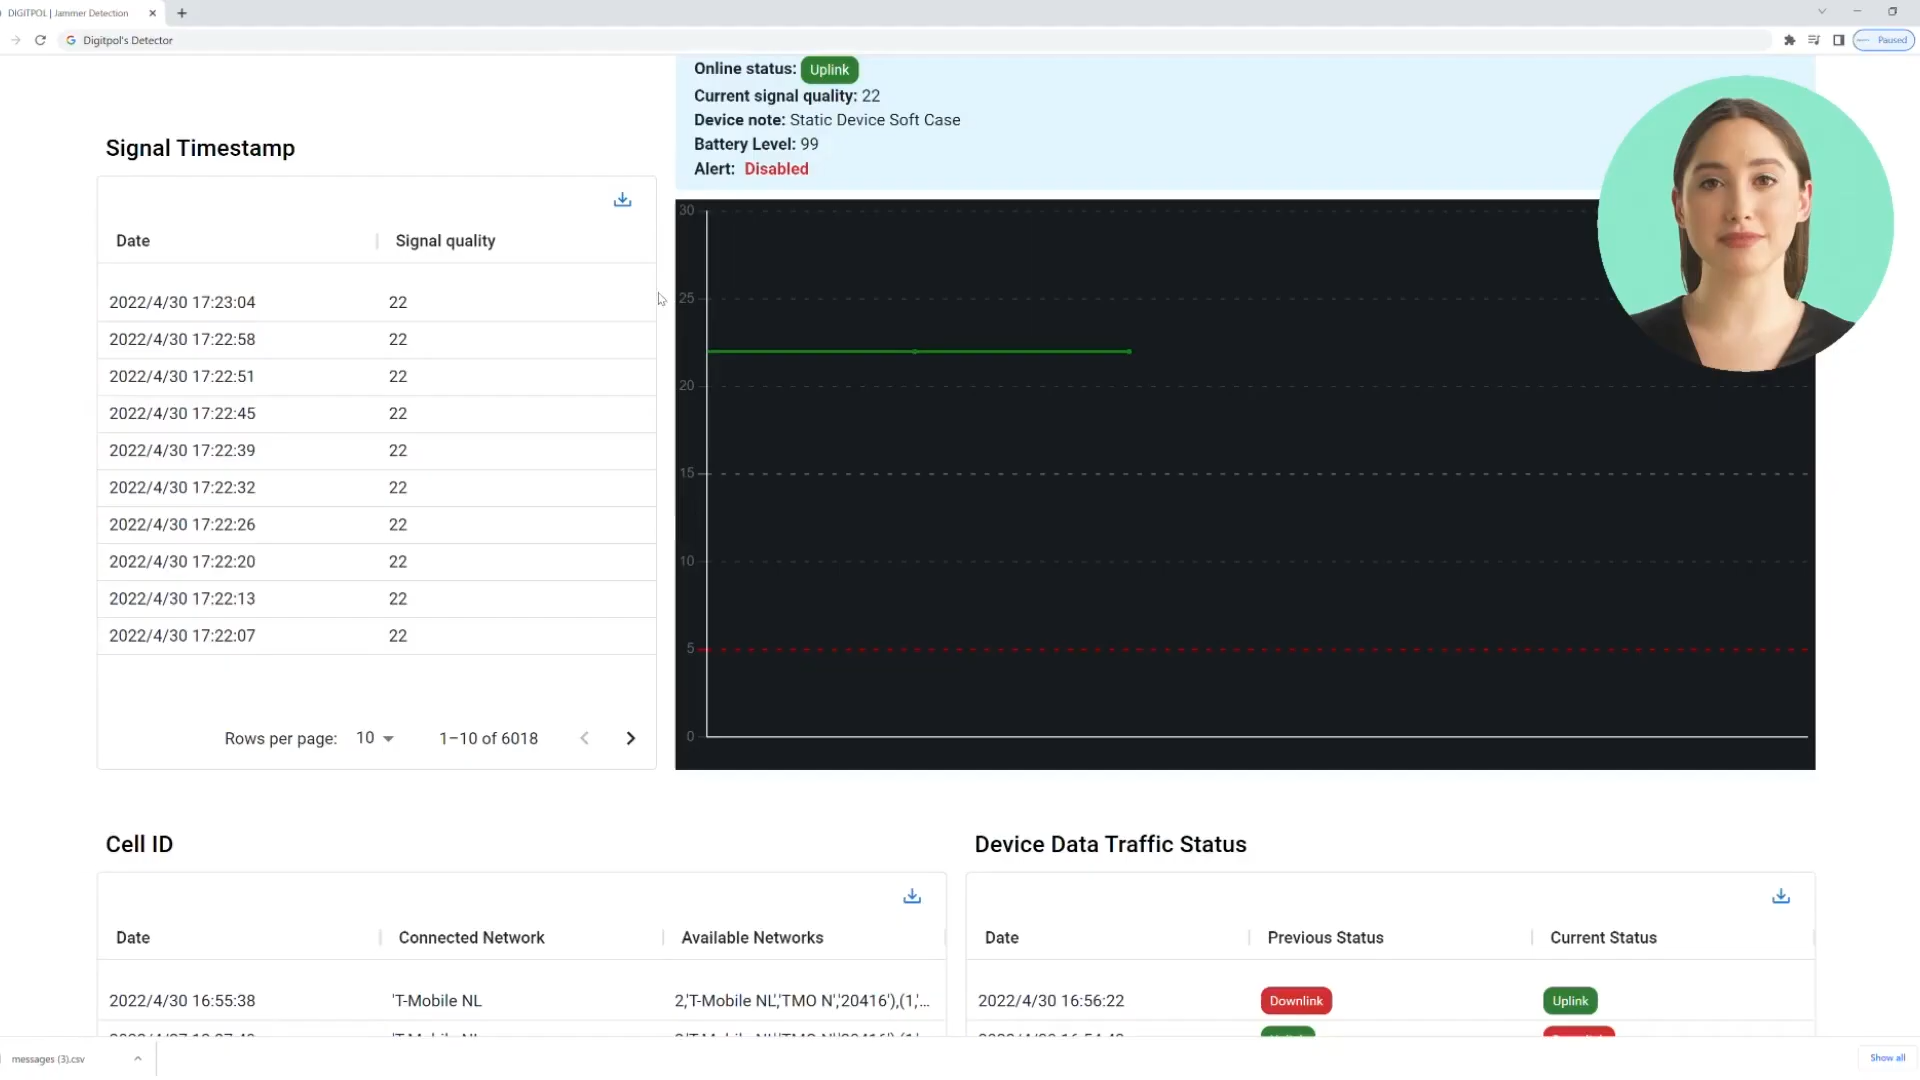 DIGITPOL | Jammer Detection
Digitpol's Detector
Paused
Online status: Uplink
Current signal quality: 22
Device note: Static Device Soft Case
Battery Level: 99
Alert: Disabled
Signal Timestamp
Date Signal quality
2022/4/30 17:23:04 22
2022/4/30 17:22:58 22
2022/4/30 17:22:51 22
2022/4/30 17:22:45 22
2022/4/30 17:22:39 22
2022/4/30 17:22:32 22
2022/4/30 17:22:26 22
2022/4/30 17:22:20 22
2022/4/30 17:22:13 22
2022/4/30 17:22:07 22
Rows per page: 10 1–10 of 6018
30
25
20
15
10
5
0
Cell ID
Date Connected Network Available Networks
2022/4/30 16:55:38 'T-Mobile NL 2,'T-Mobile NL','TMO N','20416'),(1,'...
Device Data Traffic Status
Date Previous Status Current Status
2022/4/30 16:56:22 Downlink Uplink
messages (3).csv
Show all